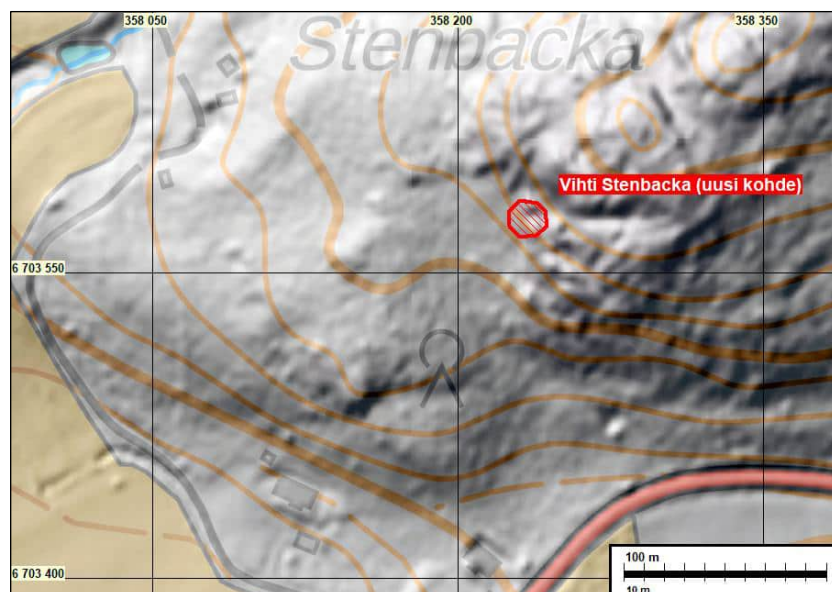 358 050
358 200
358 350
Stenbacka
Vihti Stenbacka (uusi kohde)
6 703 550
6 703 400
100 m
10 m